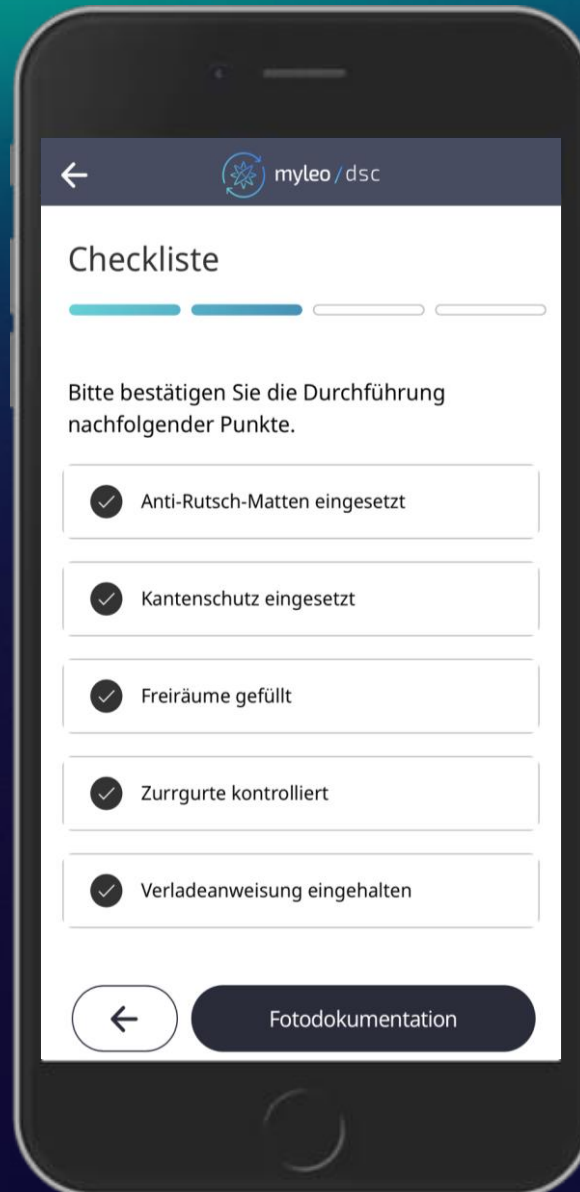 myleo/dsc
Checkliste
Bitte bestätigen Sie die Durchführung
nachfolgender Punkte.
Anti-Rutsch-Matten eingesetzt
Kantenschutz eingesetzt
Freiräume gefüllt
Zurrgurte kontrolliert
Verladeanweisung eingehalten
Fotodokumentation